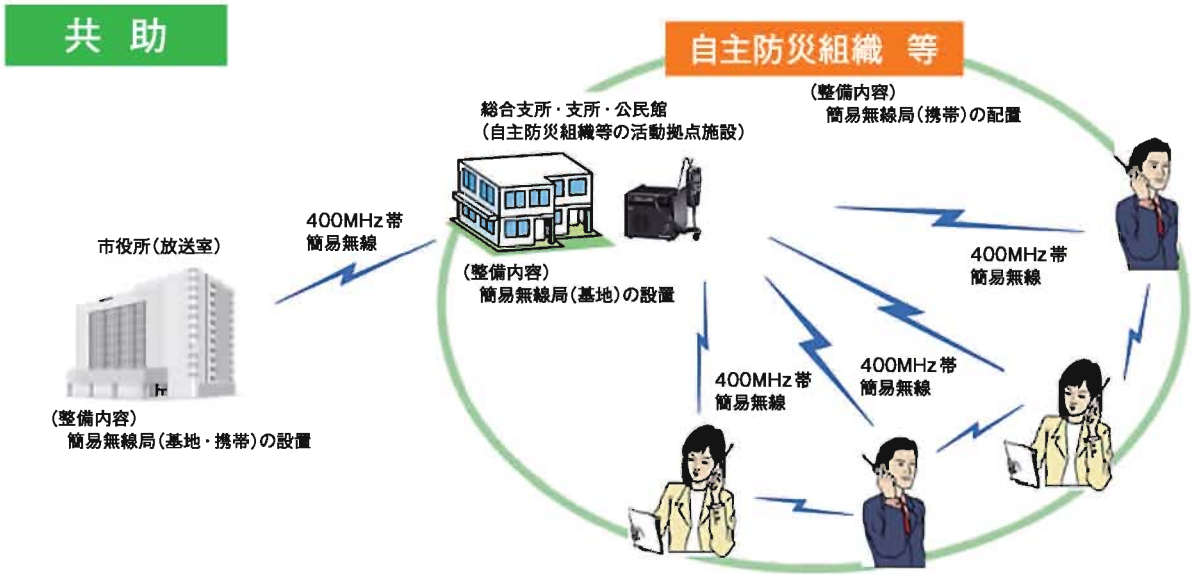 共 助
自主防災組織 等
(整備内容)
簡易無線局(携帯)の配置
総合支所・支所・公民館
(自主防災組織等の活動拠点施設)
400MHz帯
簡易無線
市役所(放送室)
400MHz帯
簡易無線
(整備内容)
簡易無線局(基地)の設置
400MHz帯
簡易無線
400MHz帯
簡易無線
(整備内容)
簡易無線局(基地・携帯)の設置